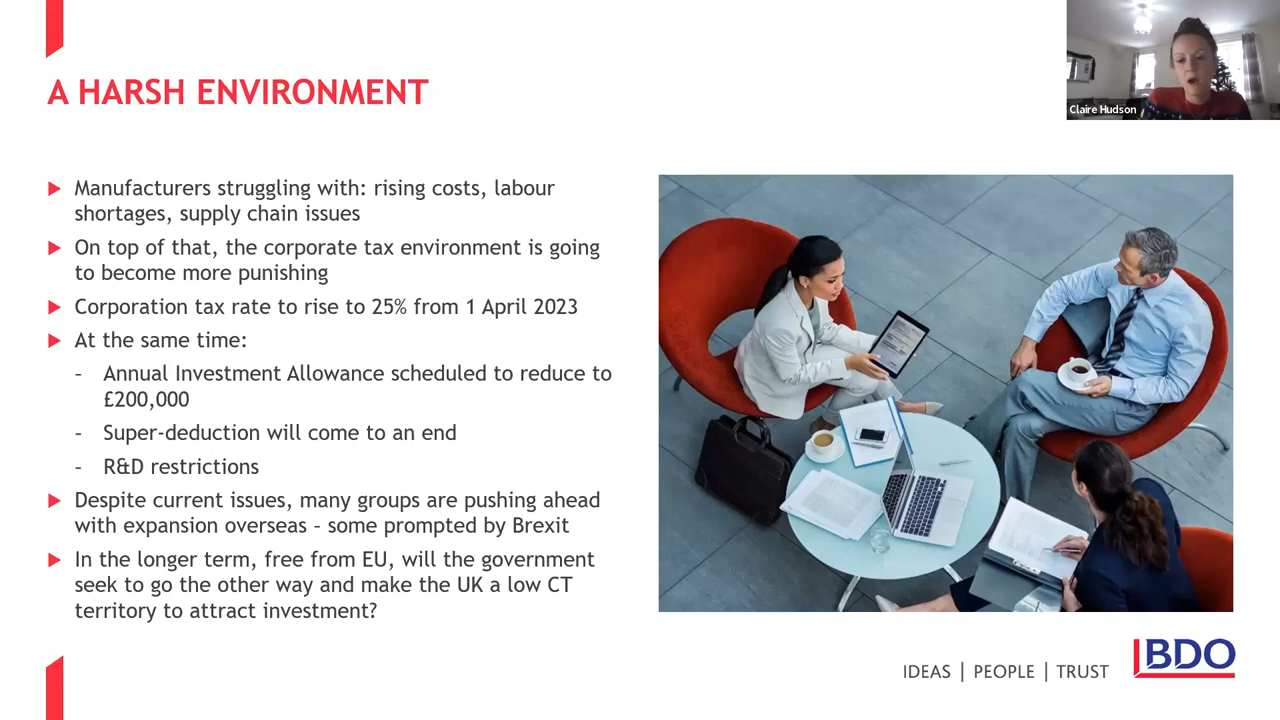 A HARSH ENVIRONMENT
Claire Hudson
Manufacturers struggling with: rising costs, labour
shortages, supply chain issues
On top of that, the corporate tax environment is going
to become more punishing
Corporation tax rate to rise to 25% from 1 April 2023
At the same time:
- Annual Investment Allowance scheduled to reduce to
£200,000
- Super-deduction will come to an end
- R&D restrictions
Despite current issues, many groups are pushing ahead
with expansion overseas – some prompted by Brexit
In the longer term, free from EU, will the government
seek to go the other way and make the UK a low CT
territory to attract investment?
IDEAS | PEOPLE | TRUST
BDO